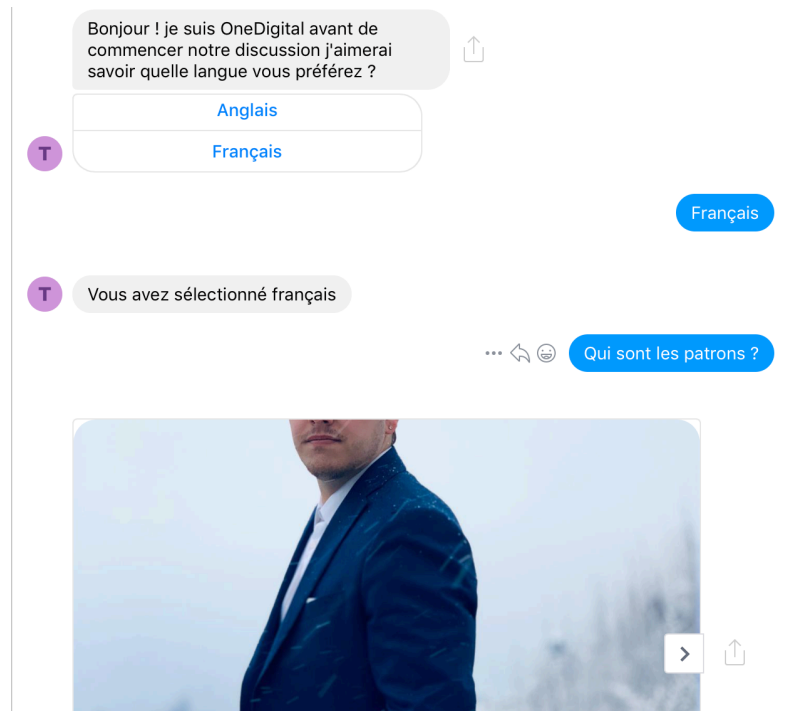 Bonjour ! je suis OneDigital avant de
commencer notre discussion j'aimerai
savoir quelle langue vous préférez ?
Anglais
Français
T
Français
T
Vous avez sélectionné français
Qui sont les patrons ?